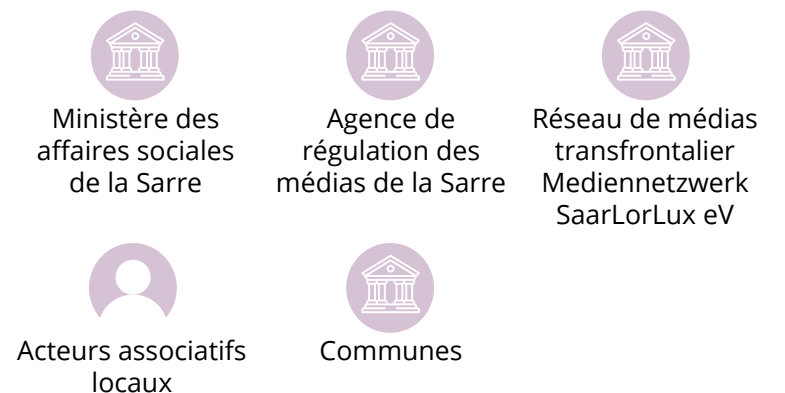 Ministère des
affaires sociales
de la Sarre
Agence de
régulation des
médias de la Sarre
Réseau de médias
transfrontalier
Mediennetzwerk
SaarLorLux eV
Acteurs associatifs
locaux
Communes